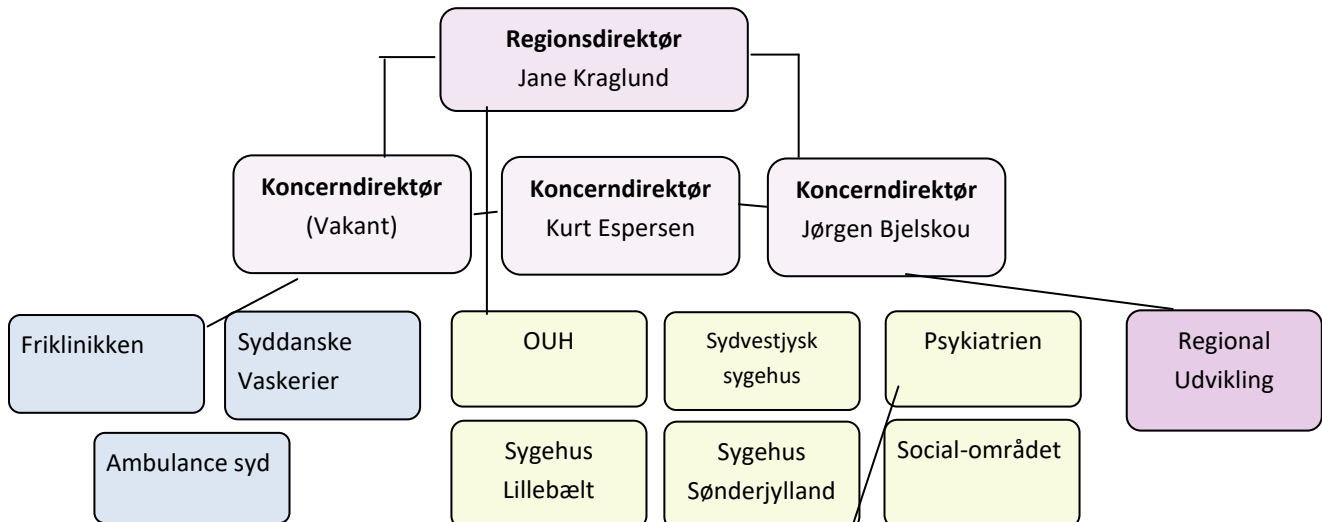 Regionsdirektør
Jane Kraglund
Koncerndirektør
(Vakant)
Koncerndirektør
Kurt Espersen
Koncerndirektør
Jørgen Bjelskou
Friklinikken
Syddanske
Vaskerier
OUH
Sydvestjysk
sygehus
Psykiatrien
Regional
Udvikling
Ambulance syd
Sygehus
Lillebælt
Sygehus
Sønderjylland
Social-området